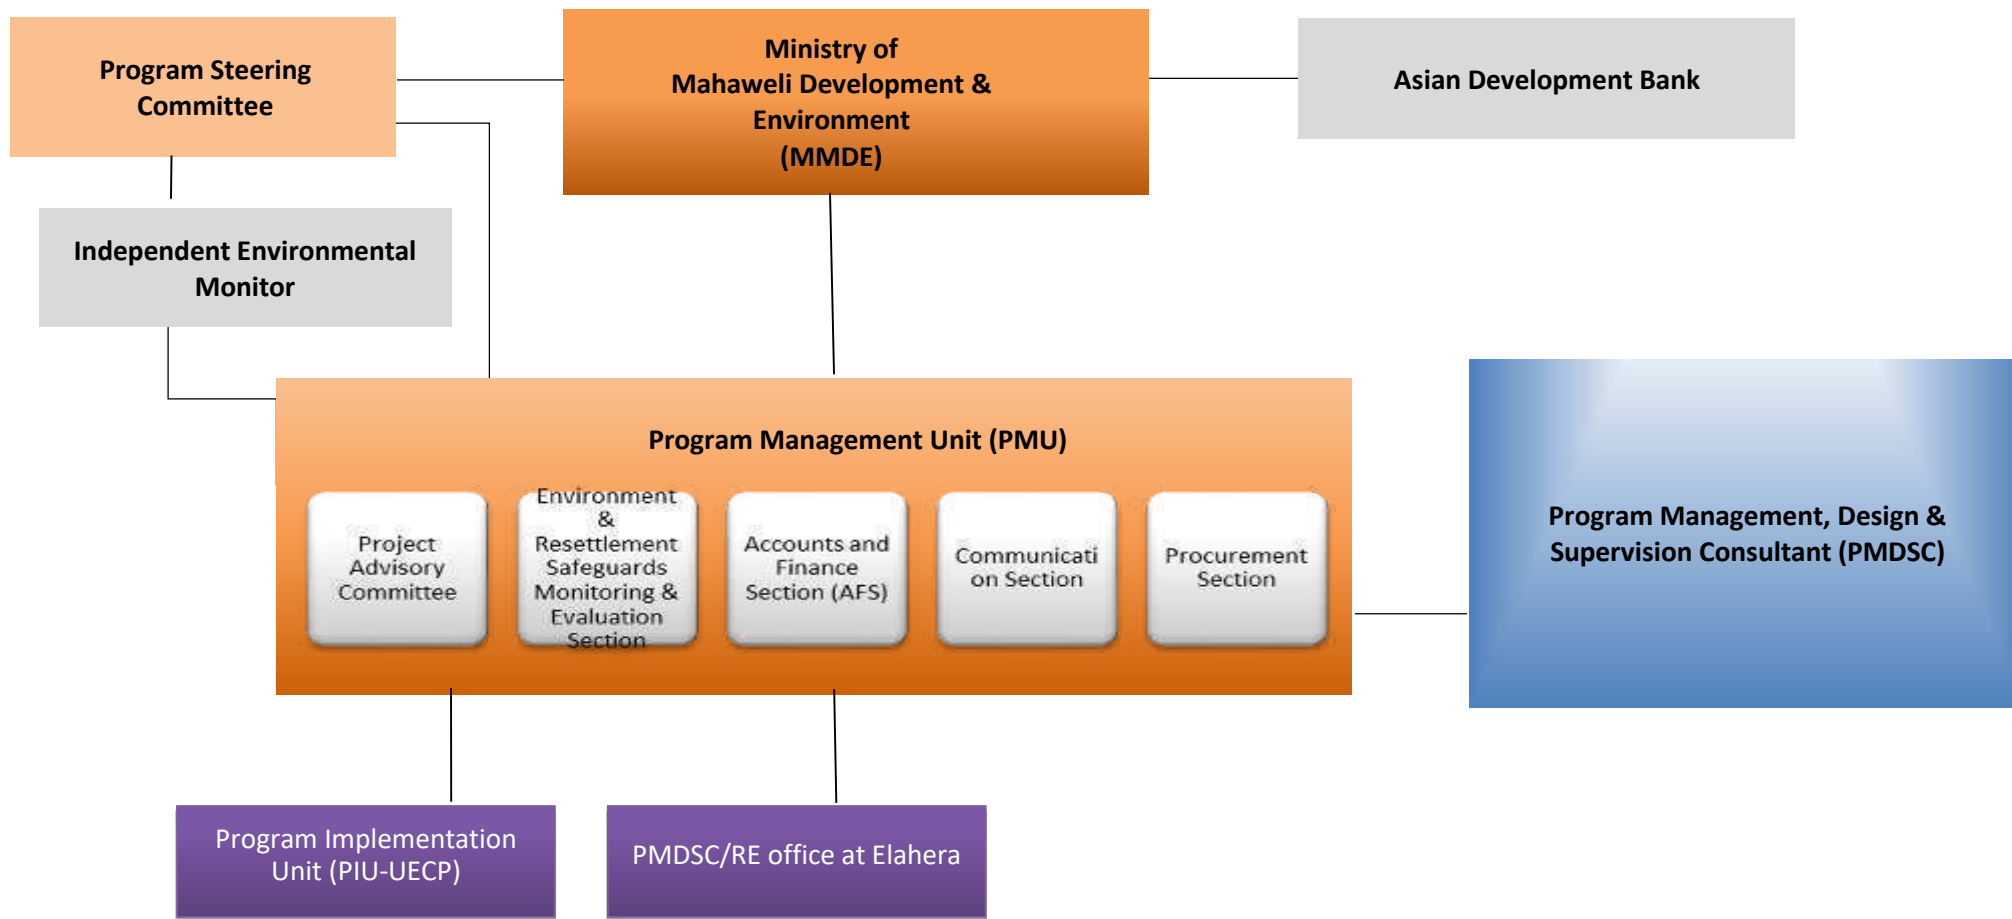 Program Steering
Committee
Ministry of
Mahaweli Development &
Environment
(MMDE)
Asian Development Bank
Independent Environmental
Monitor
Program Management Unit (PMU)
Project
Advisory
Committee
Environment
&
Resettlement
Safeguards
Monitoring &
Evaluation
Section
Accounts and
Finance
Section (AFS)
Communicati
on Section
Procurement
Section
Program Management, Design &
Supervision Consultant (PMDSC)
Program Implementation
Unit (PIU-UECP)
PMDSC/RE office at Elahera